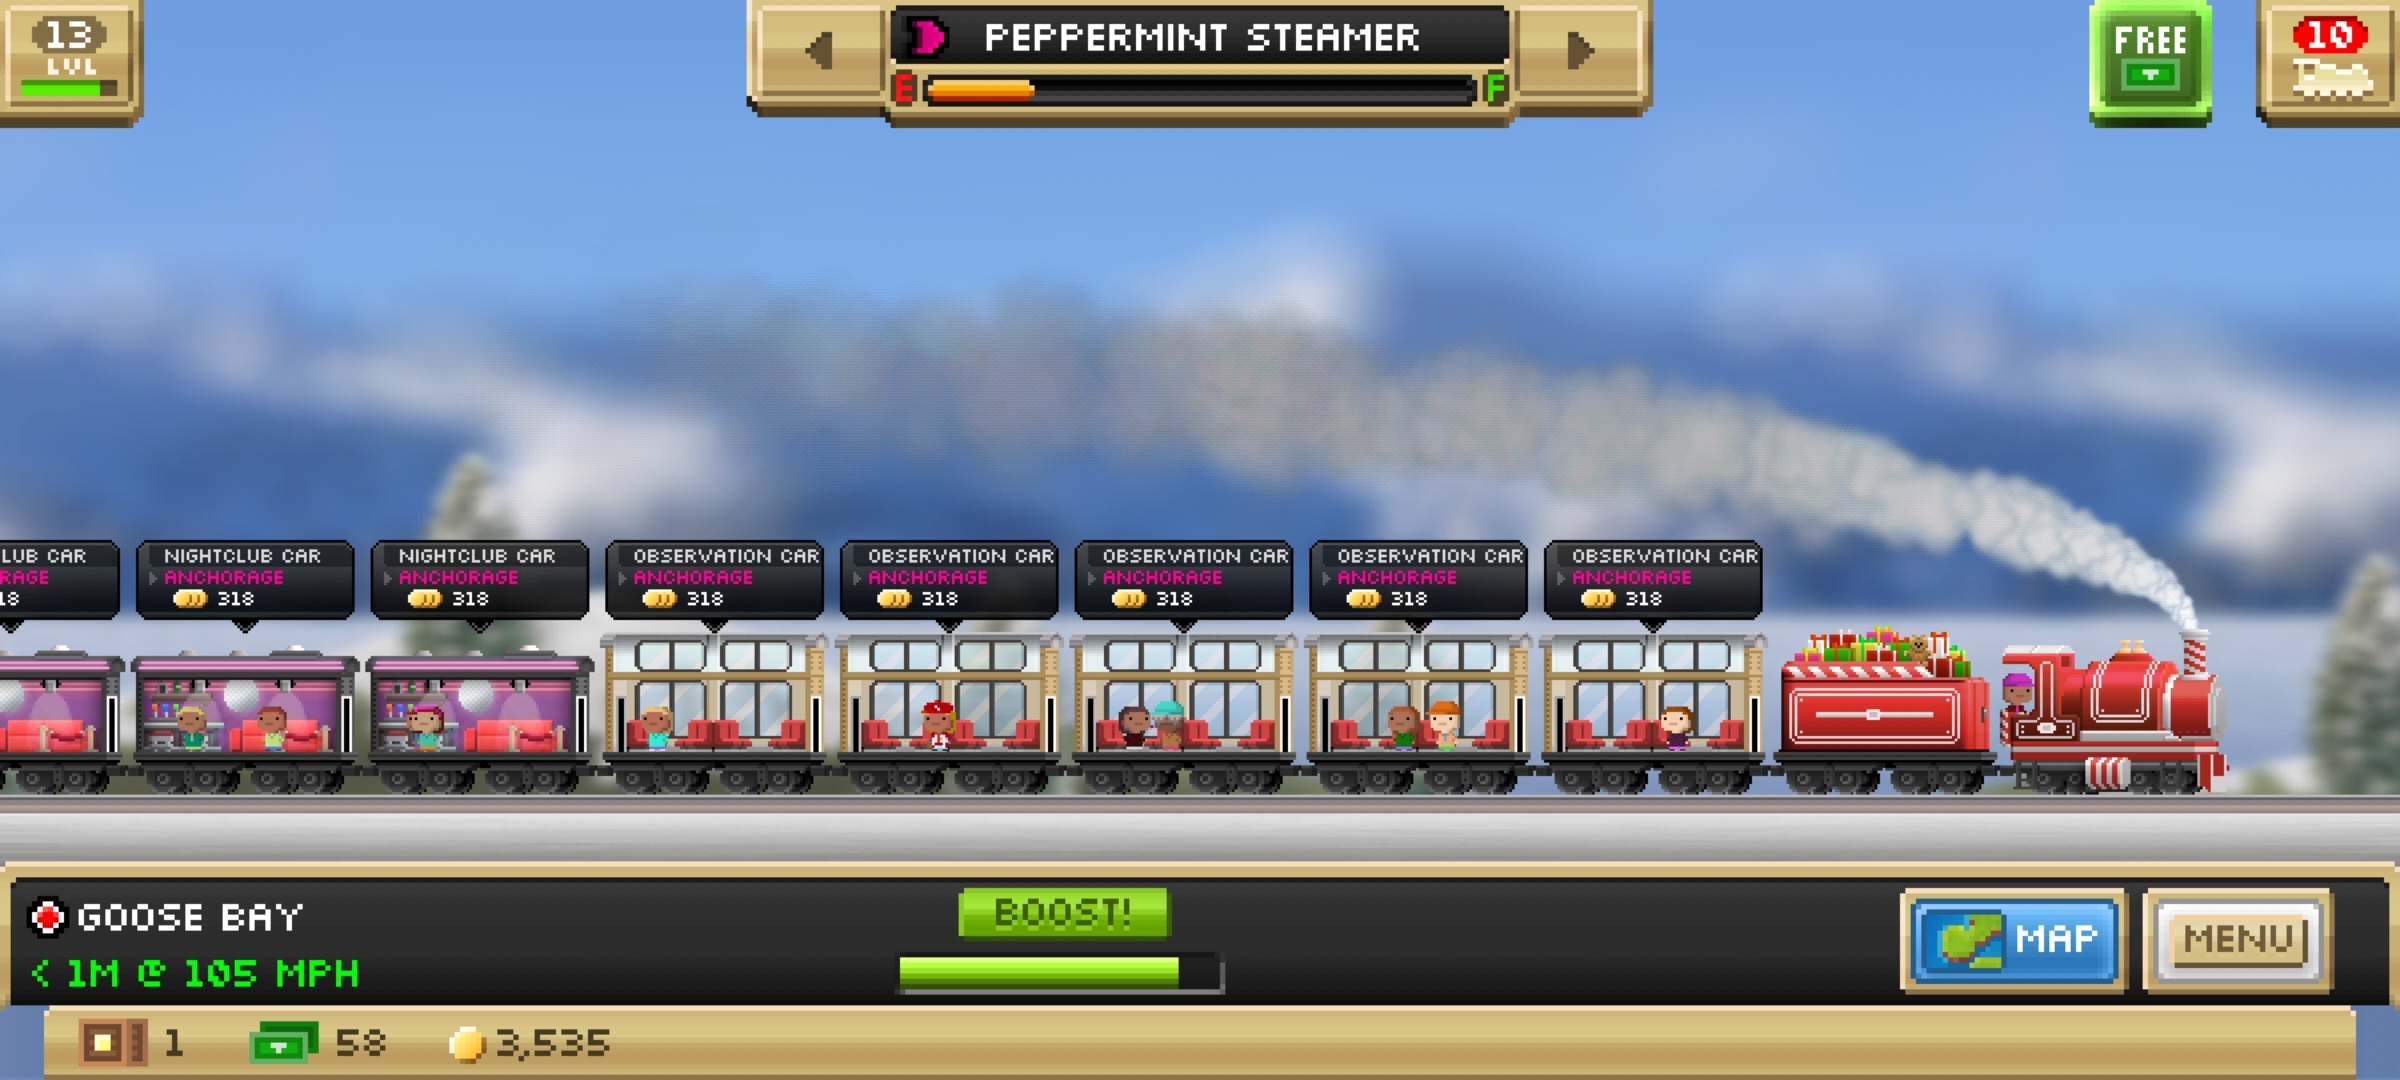 13
LVL
PEPPERMINT STEAMER
E F
FREE
10
LUB CAR
RAGE
18
NIGHTCLUB CAR
ANCHORAGE
318
NIGHTCLUB CAR
ANCHORAGE
318
OBSERVATION CAR
ANCHORAGE
318
OBSERVATION CAR
ANCHORAGE
318
OBSERVATION CAR
ANCHORAGE
318
OBSERVATION CAR
ANCHORAGE
318
OBSERVATION CAR
ANCHORAGE
318
GOOSE BAY
< 1M @ 105 MPH
BOOST!
MAP
MENU
1 58 3,535